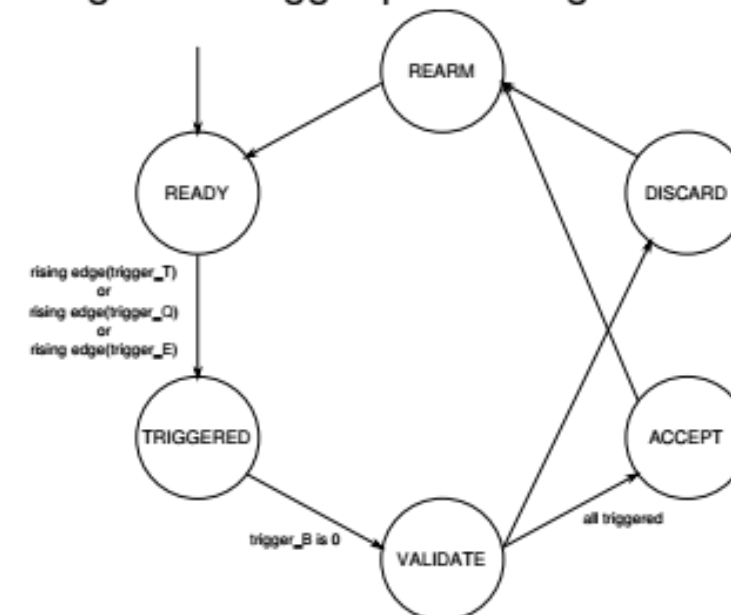 REARM
READY
DISCARD
rising edge(trigger_T)
or
rising edge(trigger_Q)
or
rising edge(trigger_E)
TRIGGERED
ACCEPT
all triggered
trigger_B is 0
VALIDATE